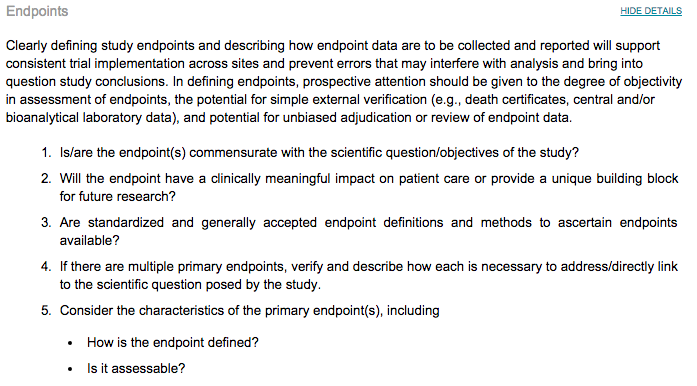 Endpoints
HIDE DETAILS
Clearly defining study endpoints and describing how endpoint data are to be collected and reported will support
consistent trial implementation across sites and prevent errors that may interfere with analysis and bring into
question study conclusions. In defining endpoints, prospective attention should be given to the degree of objectivity
in assessment of endpoints, the potential for simple external verification (e.g., death certificates, central and/or
bioanalytical laboratory data), and potential for unbiased adjudication or review of endpoint data.
1. Is/are the endpoint(s) commensurate with the scientific question/objectives of the study?
2. Will the endpoint have a clinically meaningful impact on patient care or provide a unique building block
for future research?
3. Are standardized and generally accepted endpoint definitions and methods to ascertain endpoints
available?
4. If there are multiple primary endpoints, verify and describe how each is necessary to address/directly link
to the scientific question posed by the study.
5. Consider the characteristics of the primary endpoint(s), including
• How is the endpoint defined?
• Is it assessable?